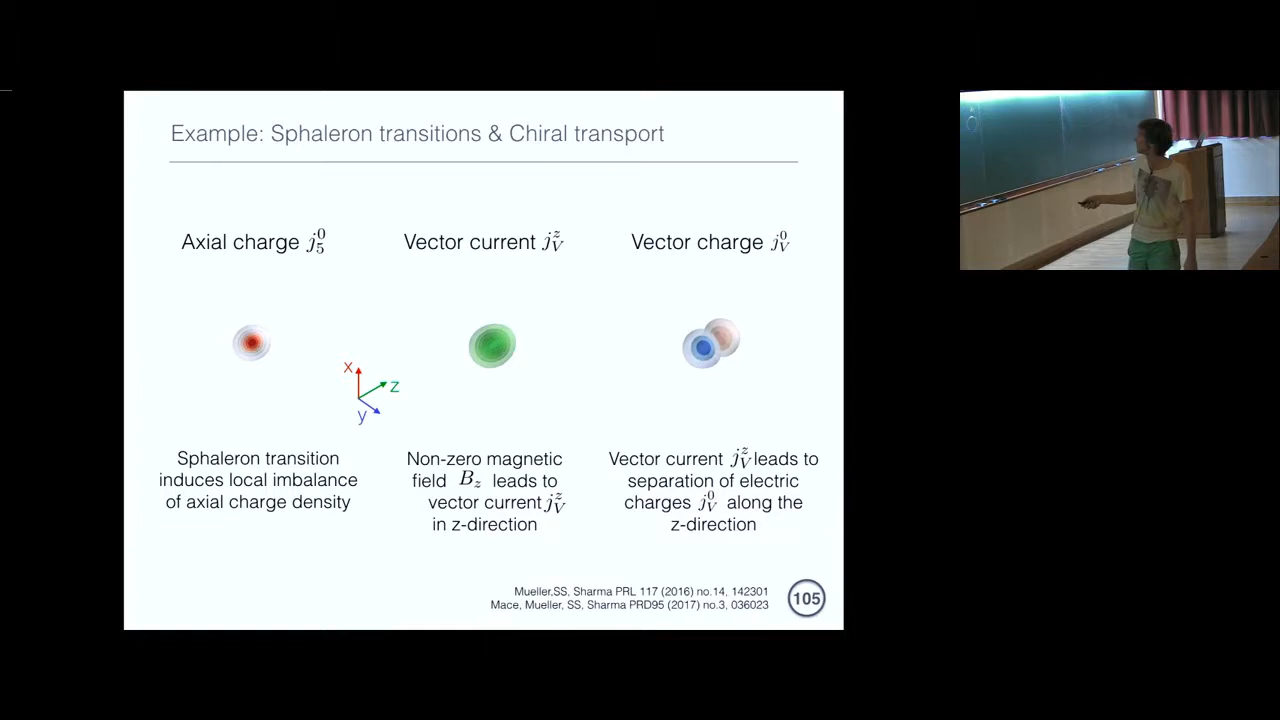 Example: Sphaleron transitions & Chiral transport
Axial charge j_5^0
Vector current j_V^z
Vector charge j_V^0
x
z
y
Sphaleron transition
induces local imbalance
of axial charge density
Non-zero magnetic
field B_z leads to
vector current j_V^z
in z-direction
Vector current j_V^z leads to
separation of electric
charges j_V^0 along the
z-direction
Mueller,SS, Sharma PRL 117 (2016) no.14, 142301
Mace, Mueller, SS, Sharma PRD95 (2017) no.3, 036023
105